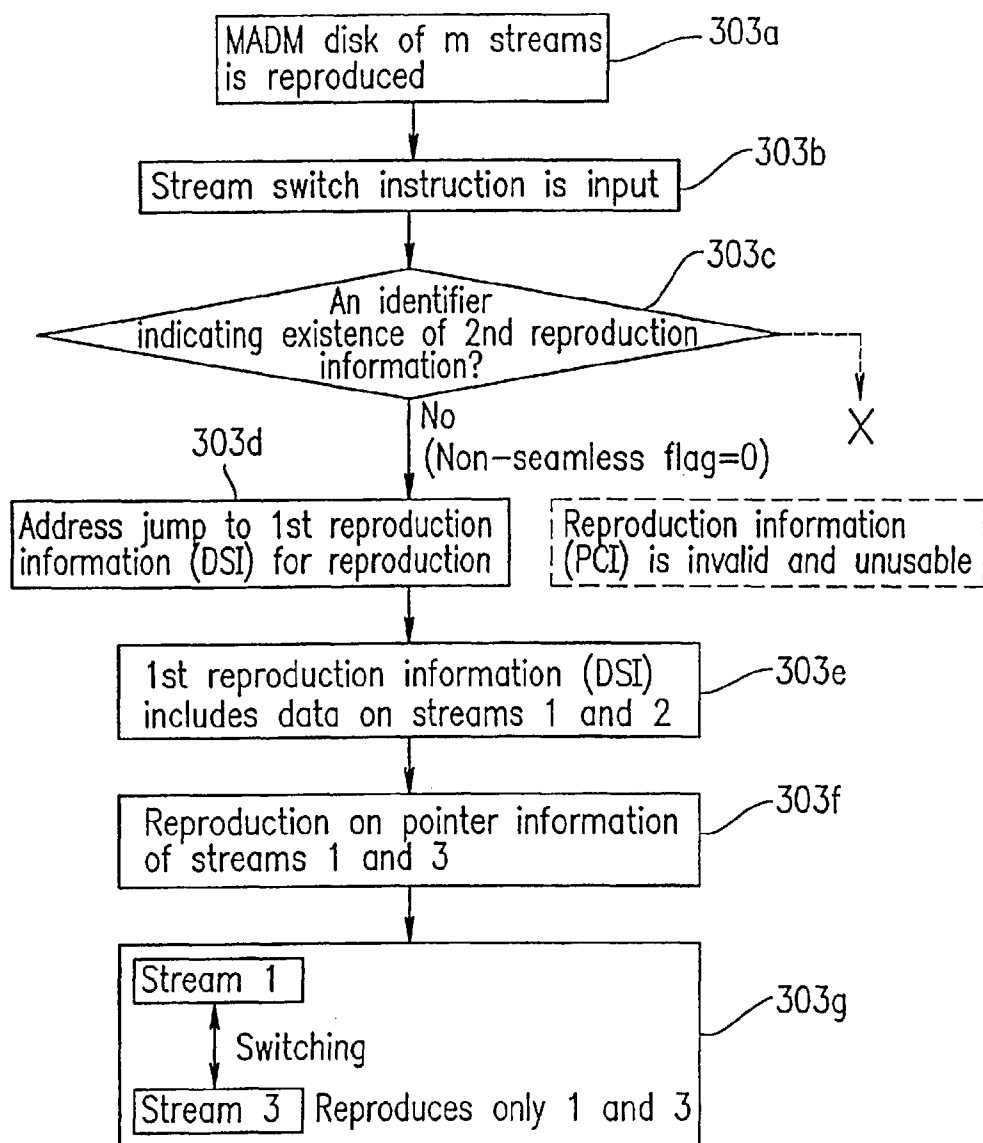 MADM disk of m streams
is reproduced
303a
Stream switch instruction is input
303b
303c
An identifier
indicating existence of 2nd reproduction
information?
No
(Non-seamless flag=0)
X
303d
Address jump to 1st reproduction
information (DSI) for reproduction
Reproduction information
(PCI) is invalid and unusable
1st reproduction information (DSI)
includes data on streams 1 and 2
303e
Reproduction on pointer information
of streams 1 and 3
303f
Stream 1
Switching
Stream 3 Reproduces only 1 and 3
303g